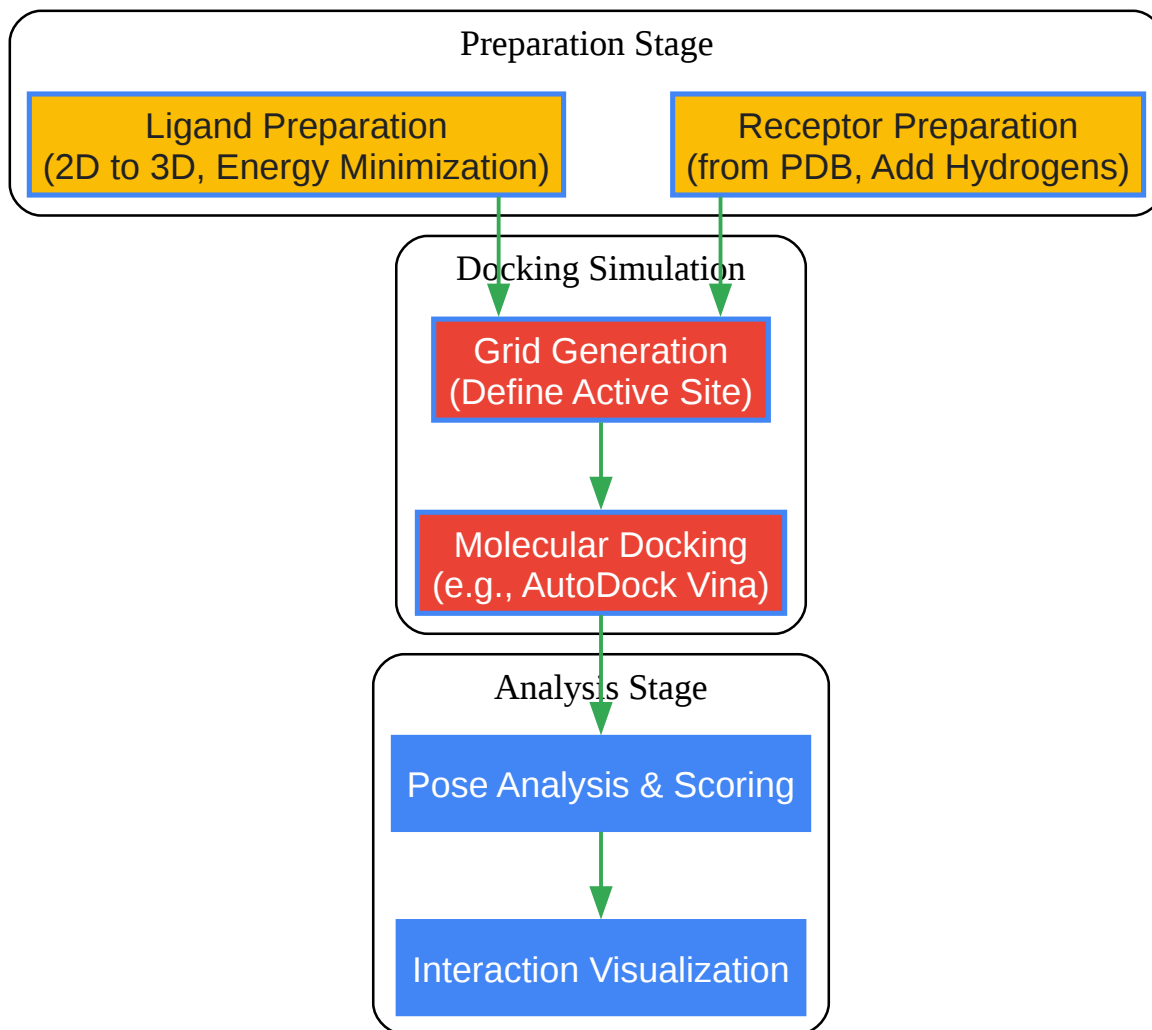 Preparation Stage
Ligand Preparation
(2D to 3D, Energy Minimization)
Receptor Preparation
(from PDB, Add Hydrogens)
Docking Simulation
Grid Generation
(Define Active Site)
Molecular Docking
(e.g., AutoDock Vina)
Analysis Stage
Pose Analysis & Scoring
Interaction Visualization